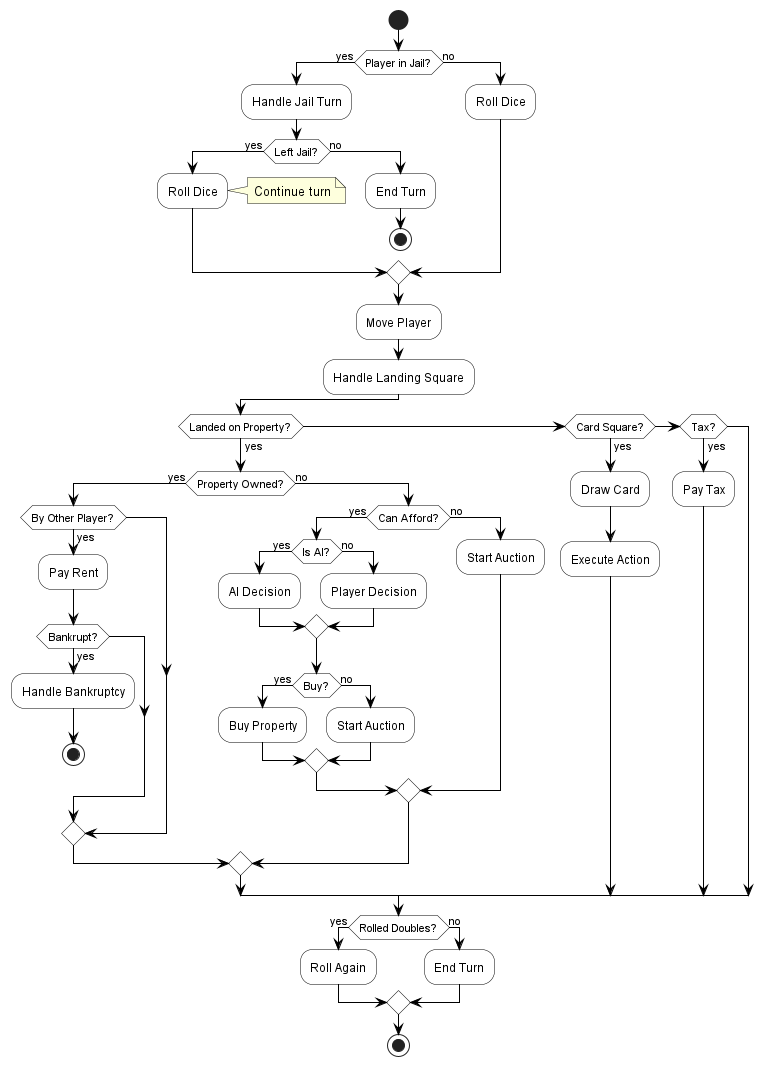 Player in Jail?
yes
no
Handle Jail Turn
Roll Dice
Left Jail?
yes
no
Roll Dice
Continue turn
End Turn
Move Player
Handle Landing Square
Landed on Property?
yes
Card Square?
yes
Tax?
yes
Property Owned?
yes
no
By Other Player?
yes
Pay Rent
Bankrupt?
yes
Handle Bankruptcy
Can Afford?
yes
no
Is AI?
yes
no
AI Decision
Player Decision
Buy?
yes
no
Buy Property
Start Auction
Start Auction
Draw Card
Execute Action
Pay Tax
Rolled Doubles?
yes
no
Roll Again
End Turn